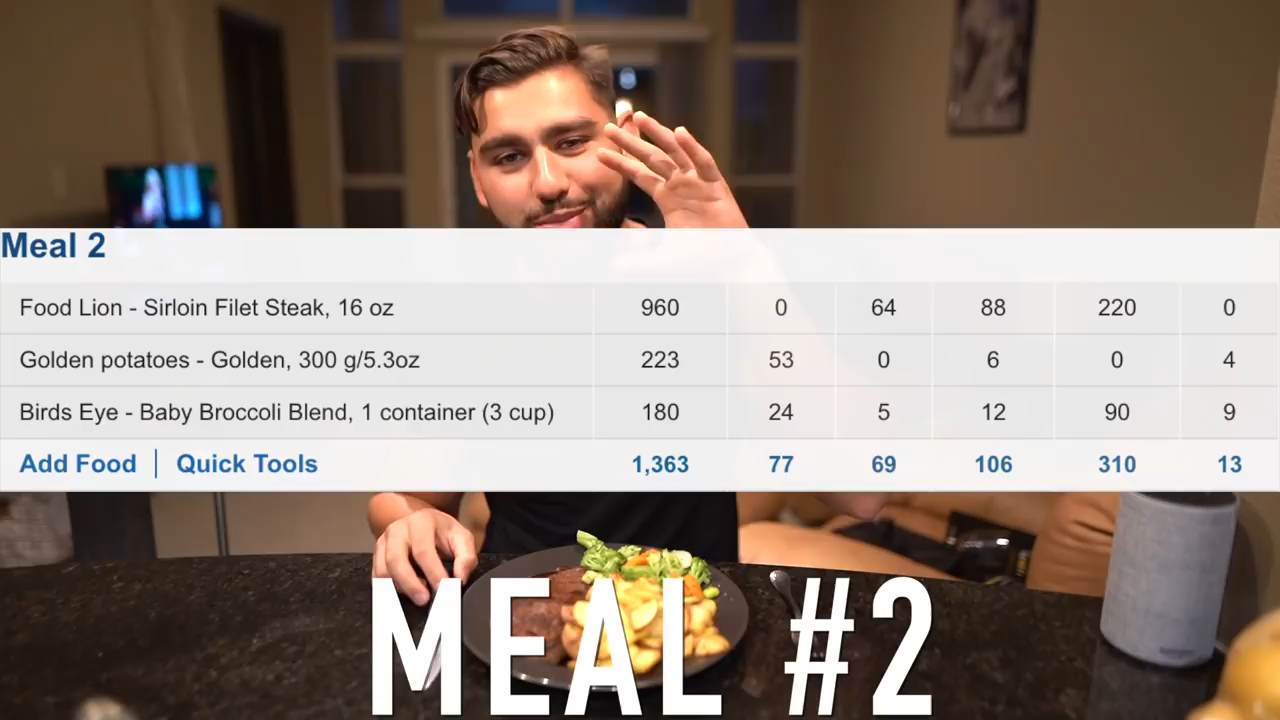 Meal 2
Food Lion - Sirloin Filet Steak, 16 oz 960 0 64 88 220 0
Golden potatoes - Golden, 300 g/5.3oz 223 53 0 6 0 4
Birds Eye - Baby Broccoli Blend, 1 container (3 cup) 180 24 5 12 90 9
Add Food | Quick Tools 1,363 77 69 106 310 13
MEAL #2